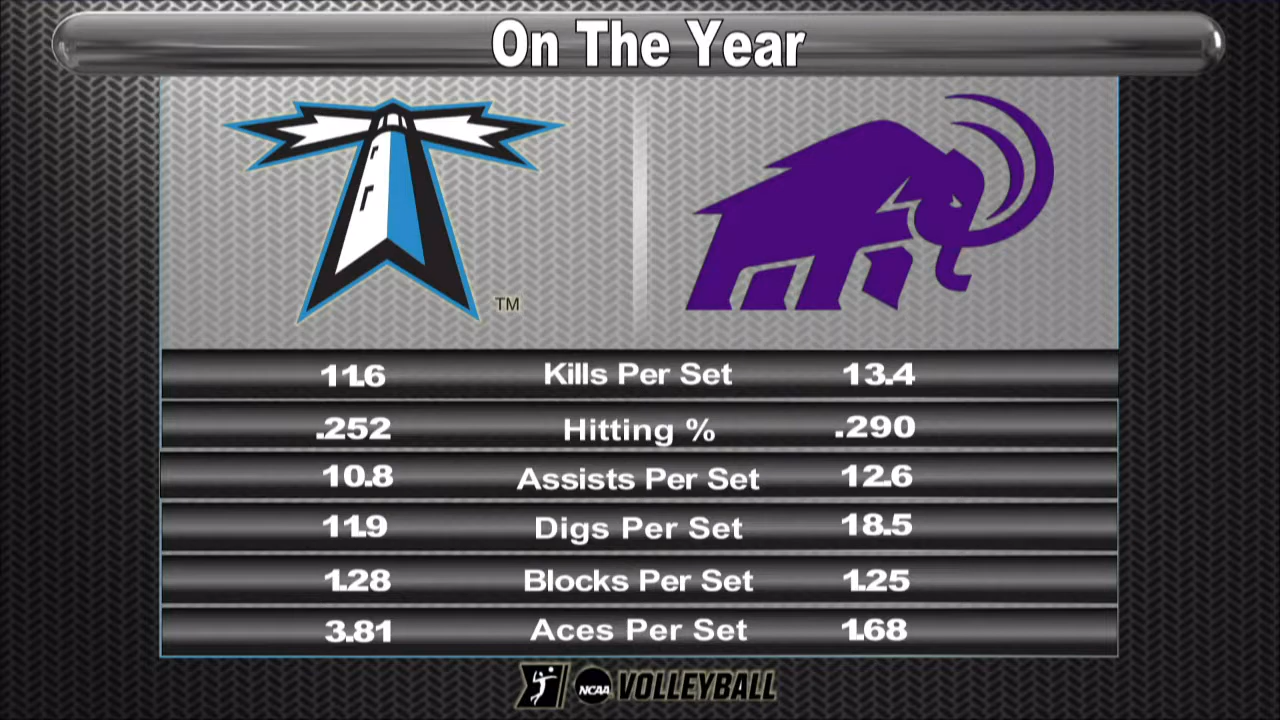 On The Year
TM
11.6 Kills Per Set 13.4
.252 Hitting % .290
10.8 Assists Per Set 12.6
11.9 Digs Per Set 18.5
1.28 Blocks Per Set 1.25
3.81 Aces Per Set 1.68
NCAA VOLLEYBALL